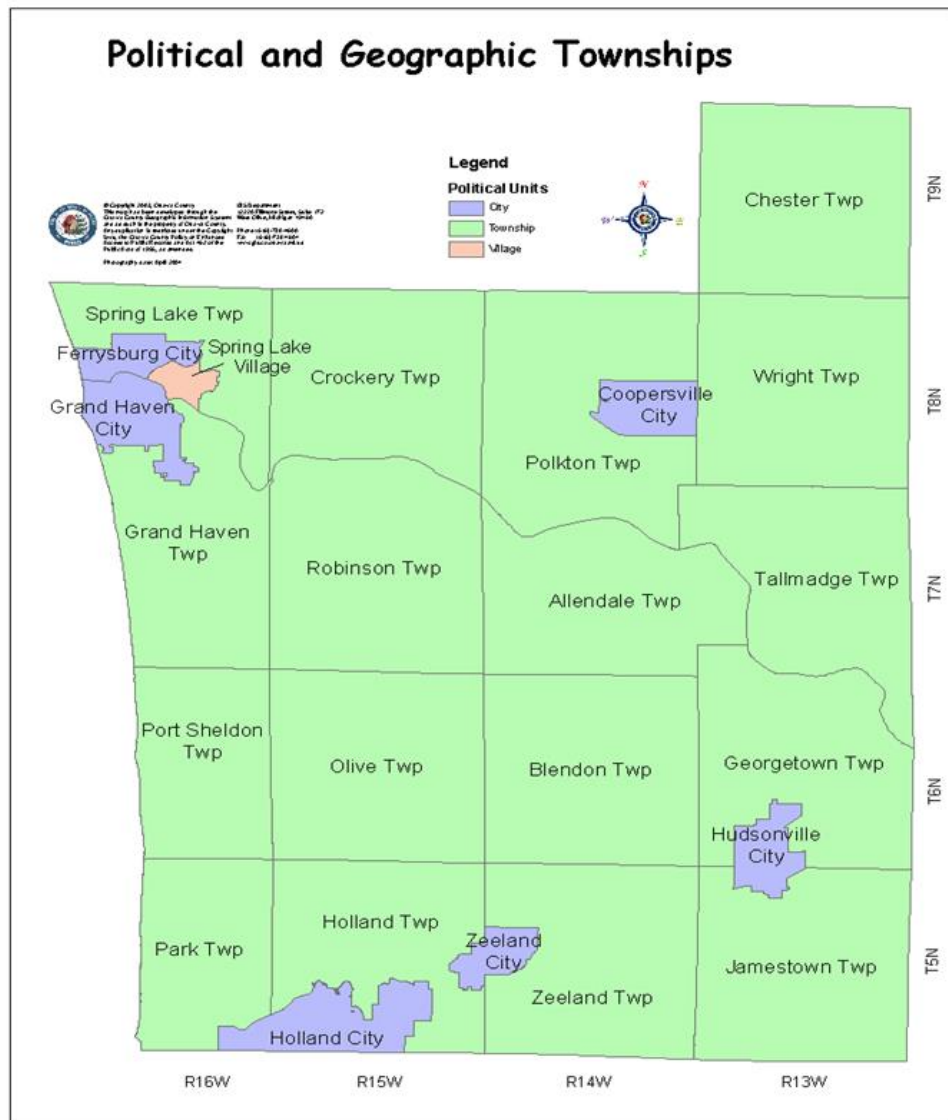 Political and Geographic Townships
Legend
Political Units
City
Township
Village
N
W
E
S
Chester Twp
T9N
Spring Lake Twp
Ferrysburg City
Spring Lake
Village
Grand Haven
City
Crockery Twp
Coopersville
City
Wright Twp
T8N
Polkton Twp
Grand Haven
Twp
Robinson Twp
Allendale Twp
Tallmadge Twp
T7N
Port Sheldon
Twp
Olive Twp
Blendon Twp
Georgetown Twp
T6N
Hudsonville
City
Park Twp
Holland Twp
Zeeland
City
Zeeland Twp
Jamestown Twp
T5N
Holland City
R16W
R15W
R14W
R13W